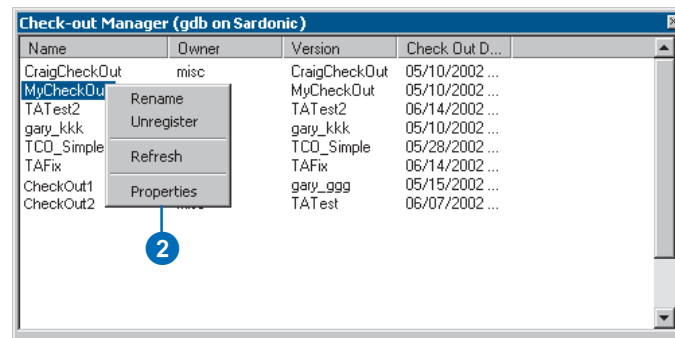 Check-out Manager (gdb on Sardonic)
Name Owner Version Check Out D...
CraigCheckOut misc CraigCheckOut 05/10/2002 ...
MyCheckOu MyCheckOut 05/10/2002 ...
TATest2 TATest2 06/14/2002 ...
gary_kkk gary_kkk 05/10/2002 ...
TCO_Simple TCO_Simple 05/28/2002 ...
TAFix TAFix 06/14/2002 ...
CheckOut1 gary_ggg 05/15/2002 ...
CheckOut2 TATest 06/07/2002 ...
Rename
Unregister
Refresh
Properties
2